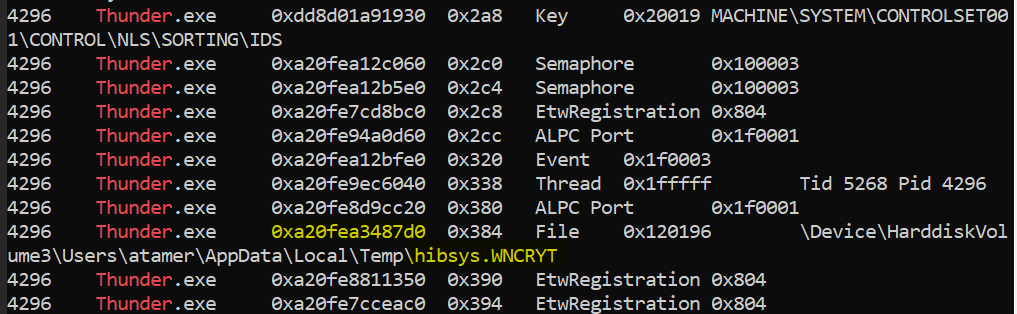 4296 Thunder.exe 0xdd8d01a91930 0x2a8 Key 0x20019 MACHINE\SYSTEM\CONTROLSET00
1\CONTROL\NLS\SORTING\IDS
4296 Thunder.exe 0xa20fea12c060 0x2c0 Semaphore 0x100003
4296 Thunder.exe 0xa20fea12b5e0 0x2c4 Semaphore 0x100003
4296 Thunder.exe 0xa20fe7cd8bc0 0x2c8 EtwRegistration 0x804
4296 Thunder.exe 0xa20fe94a0d60 0x2cc ALPC Port 0x1f0001
4296 Thunder.exe 0xa20fea12bfe0 0x320 Event 0x1f0003
4296 Thunder.exe 0xa20fe9ec6040 0x338 Thread 0x1fffff Tid 5268 Pid 4296
4296 Thunder.exe 0xa20fe8d9cc20 0x380 ALPC Port 0x1f0001
4296 Thunder.exe 0xa20fea3487d0 0x384 File 0x120196 \Device\HarddiskVol
ume3\Users\atamer\AppData\Local\Temp\hibsys.WNCRYT
4296 Thunder.exe 0xa20fe8811350 0x390 EtwRegistration 0x804
4296 Thunder.exe 0xa20fe7cceac0 0x394 EtwRegistration 0x804